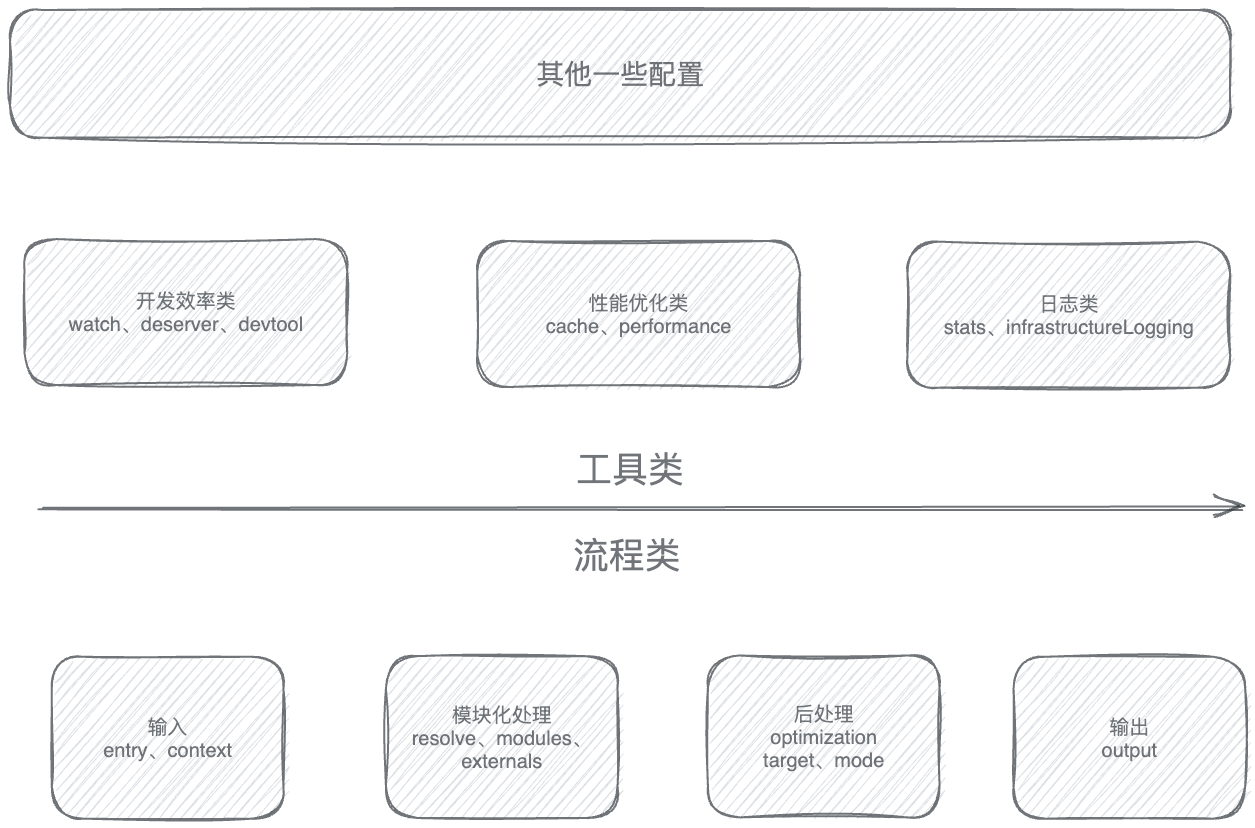 其他一些配置
开发效率类
watch、deserver、devtool
性能优化类
cache、performance
日志类
stats、infrastructureLogging
工具类
流程类
输入
entry、context
模块化处理
resolve、modules、
externals
后处理
optimization
target、mode
输出
output